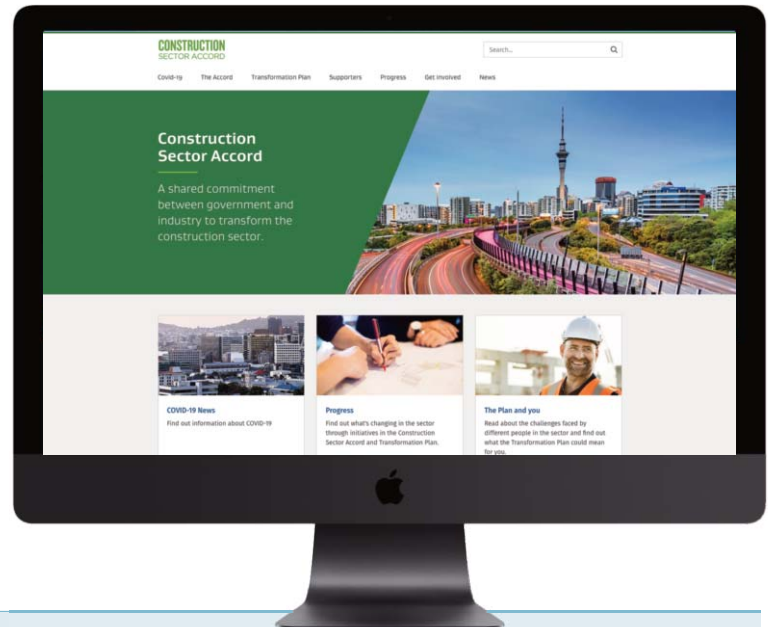 CONSTRUCTION
SECTOR ACCORD
Search...
Covid-19 The Accord Transformation Plan Supporters Progress Get Involved News
Construction
Sector Accord
A shared commitment
between government and
industry to transform the
construction sector.
COVID-19 News
Find out information about COVID-19
Progress
Find out what's changing in the sector
through initiatives in the Construction
Sector Accord and Transformation Plan.
The Plan and you
Read about the challenges faced by
different people in the sector and find out
what the Transformation Plan could mean
for you.